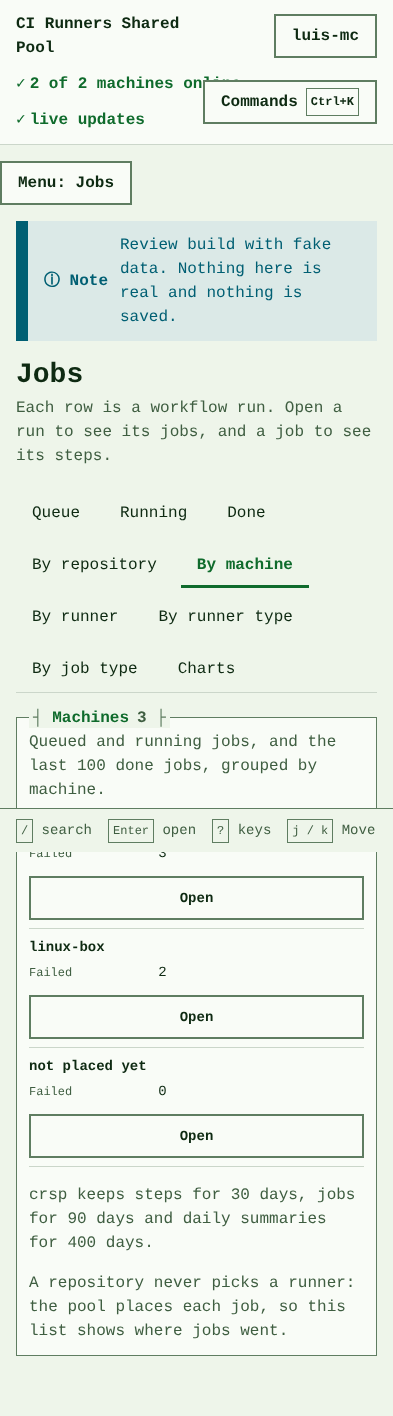 CI Runners Shared
Pool
luis-mc
✓ 2 of 2 machines online
✓ live updates
Commands Ctrl+K
Menu: Jobs
ⓘ Note
Review build with fake
data. Nothing here is
real and nothing is
saved.
Jobs
Each row is a workflow run. Open a
run to see its jobs, and a job to see
its steps.
Queue Running Done
By repository By machine
By runner By runner type
By job type Charts
Machines 3
Queued and running jobs, and the
last 100 done jobs, grouped by
machine.
/ search Enter open ? keys j / k Move
Failed 3
Open
linux-box
Failed 2
Open
not placed yet
Failed 0
Open
crsp keeps steps for 30 days, jobs
for 90 days and daily summaries
for 400 days.
A repository never picks a runner:
the pool places each job, so this
list shows where jobs went.